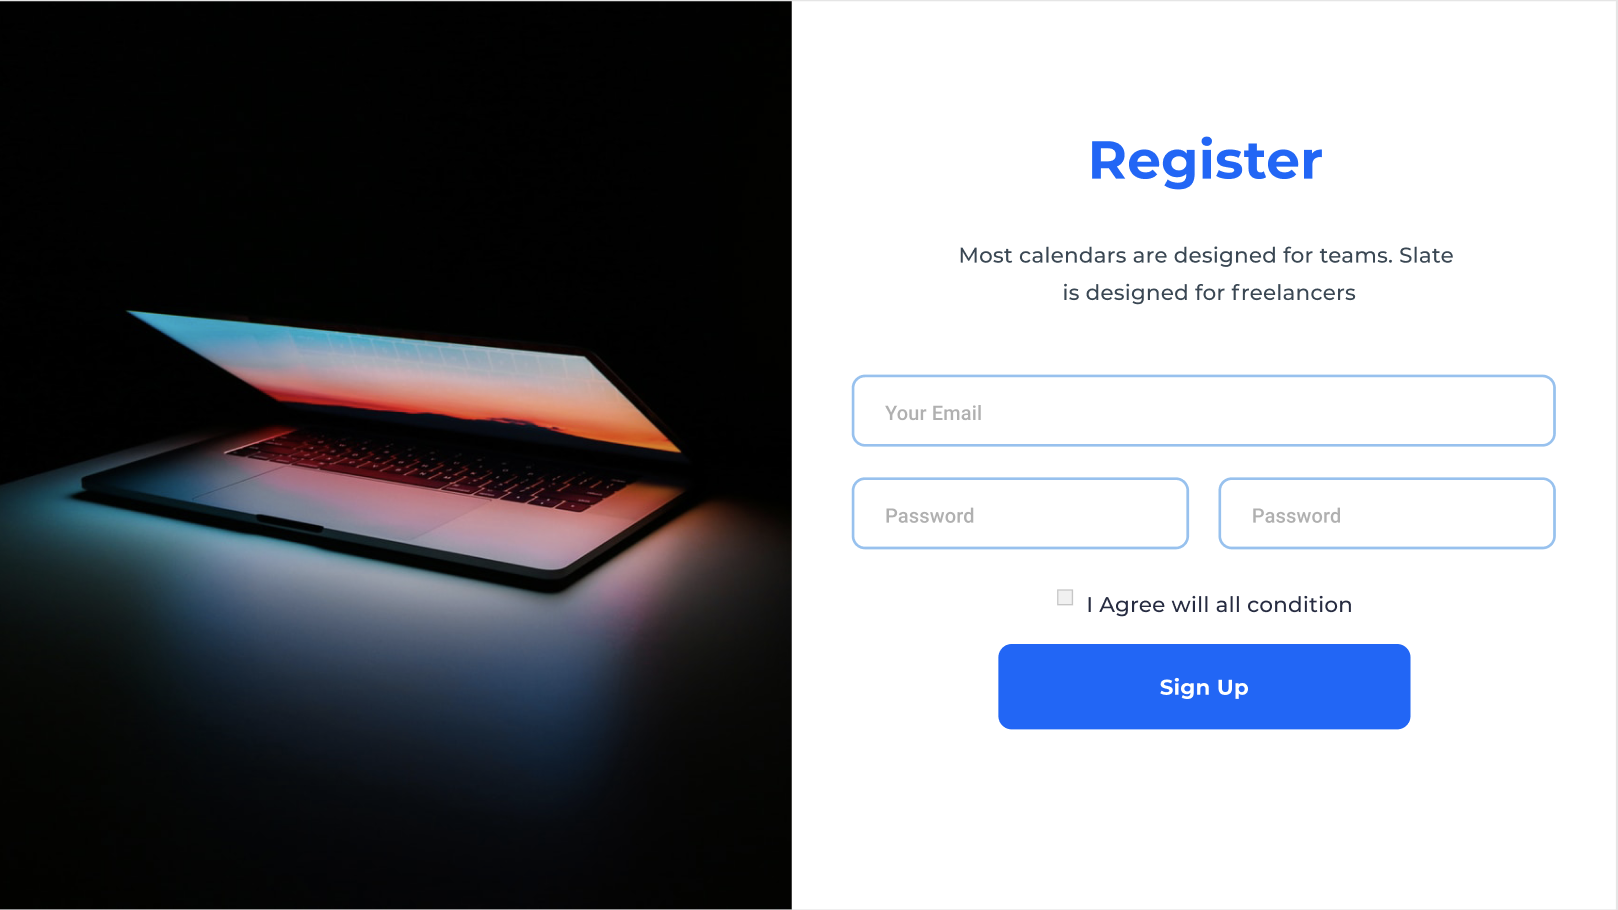 Register
Most calendars are designed for teams. Slate
is designed for freelancers
Your Email
Password
Password
I Agree will all condition
Sign Up